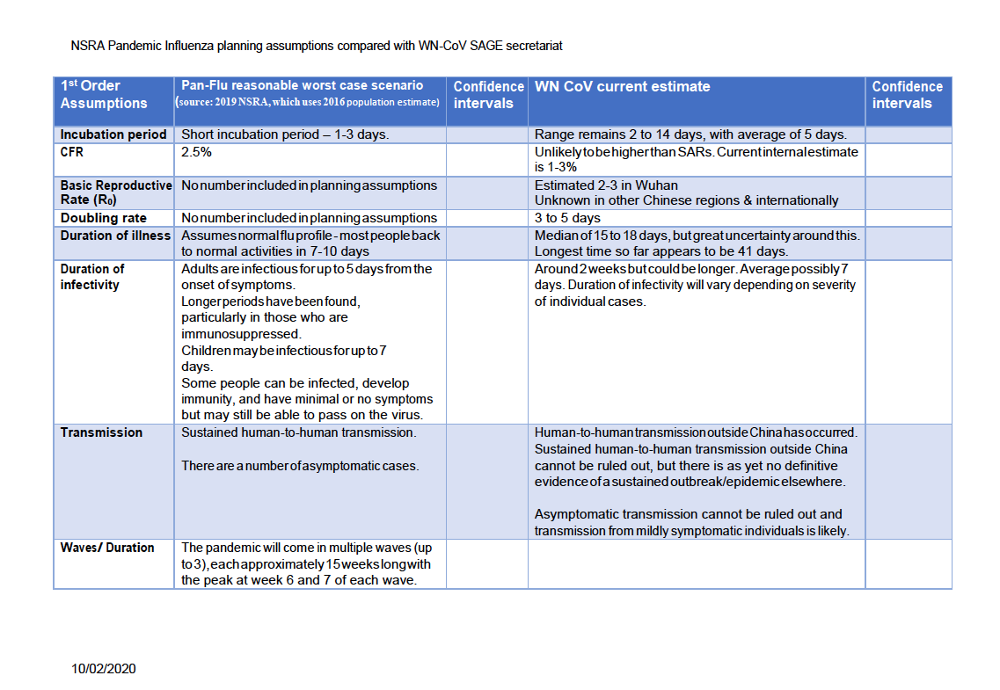 NSRA Pandemic Influenza planning assumptions compared with WN-CoV SAGE secretariat
1st Order Assumptions
Pan-Flu reasonable worst case scenario
(source: 2019 NSRA, which uses 2016 population estimate)
Confidence intervals
WN CoV current estimate
Confidence intervals
Incubation period
Short incubation period – 1-3 days.
Range remains 2 to 14 days, with average of 5 days.
CFR
2.5%
Unlikely to be higher than SARs. Current internal estimate
is 1-3%
Basic Reproductive
Rate (R₀)
No number included in planning assumptions
Estimated 2-3 in Wuhan
Unknown in other Chinese regions & internationally
Doubling rate
No number included in planning assumptions
3 to 5 days
Duration of illness
Assumes normal flu profile - most people back
to normal activities in 7-10 days
Median of 15 to 18 days, but great uncertainty around this.
Longest time so far appears to be 41 days.
Duration of
infectivity
Adults are infectious for up to 5 days from the
onset of symptoms.
Longer periods have been found,
particularly in those who are
immunosuppressed.
Children may be infectious for up to 7
days.
Some people can be infected, develop
immunity, and have minimal or no symptoms
but may still be able to pass on the virus.
Around 2 weeks but could be longer. Average possibly 7
days. Duration of infectivity will vary depending on severity
of individual cases.
Transmission
Sustained human-to-human transmission.
There are a number of asymptomatic cases.
Human-to-human transmission outside China has occurred.
Sustained human-to-human transmission outside China
cannot be ruled out, but there is as yet no definitive
evidence of a sustained outbreak/epidemic elsewhere.
Asymptomatic transmission cannot be ruled out and
transmission from mildly symptomatic individuals is likely.
Waves/ Duration
The pandemic will come in multiple waves (up
to 3), each approximately 15 weeks long with
the peak at week 6 and 7 of each wave.
10/02/2020